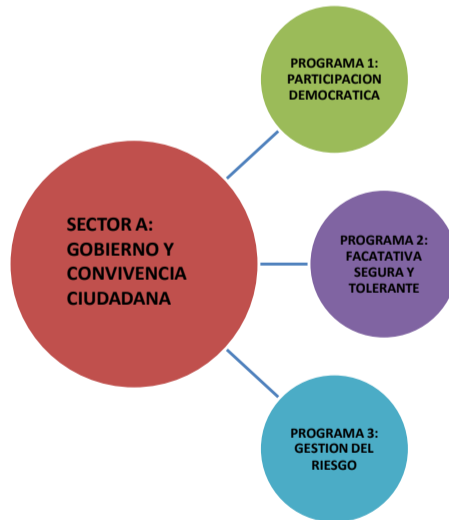 PROGRAMA 1:
PARTICIPACION
DEMOCRATICA
SECTOR A:
GOBIERNO Y
CONVIVENCIA
CIUDADANA
PROGRAMA 2:
FACATATIVA
SEGURA Y
TOLERANTE
PROGRAMA 3:
GESTION DEL
RIESGO